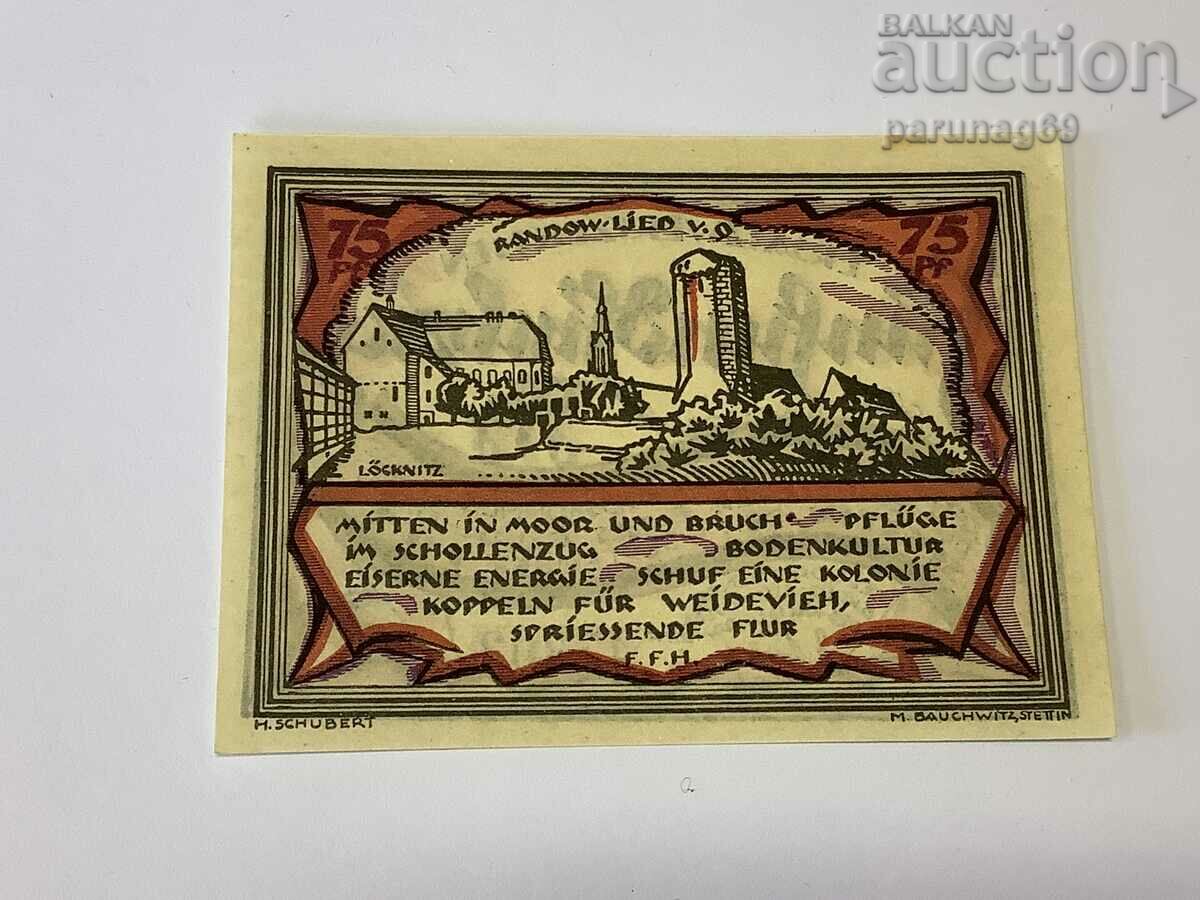 BALKAN
auction
parunag69
RANDOW-LIED V. 9
75 75
Pf Pf
LÖCKNITZ
MITTEN IN MOOR UND BRUCH PFLÜGE
IM SCHOLLENZUG BODENKULTUR
EISERNE ENERGIE SCHUF EINE KOLONIE
KOPPELN FÜR WEIDEVIEH,
SPRIESSENDE FLUR
F. F. H.
H. SCHUBERT M. BAUCHWITZ, STETTIN